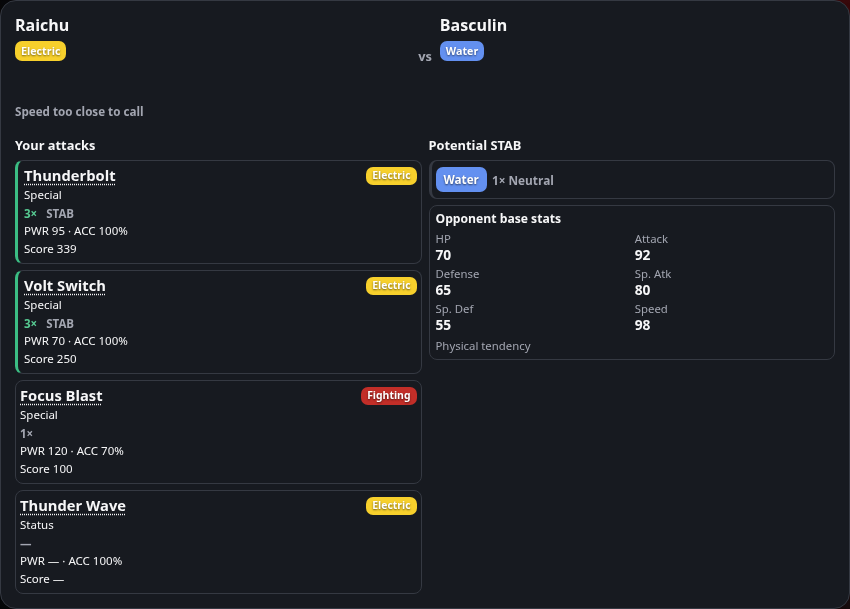 Raichu
Electric
vs
Basculin
Water
Speed too close to call
Your attacks
Thunderbolt
Electric
Special
3× STAB
PWR 95 · ACC 100%
Score 339
Volt Switch
Electric
Special
3× STAB
PWR 70 · ACC 100%
Score 250
Focus Blast
Fighting
Special
1×
PWR 120 · ACC 70%
Score 100
Thunder Wave
Electric
Status
—
PWR — · ACC 100%
Score —
Potential STAB
Water 1× Neutral
Opponent base stats
HP
70
Attack
92
Defense
65
Sp. Atk
80
Sp. Def
55
Speed
98
Physical tendency